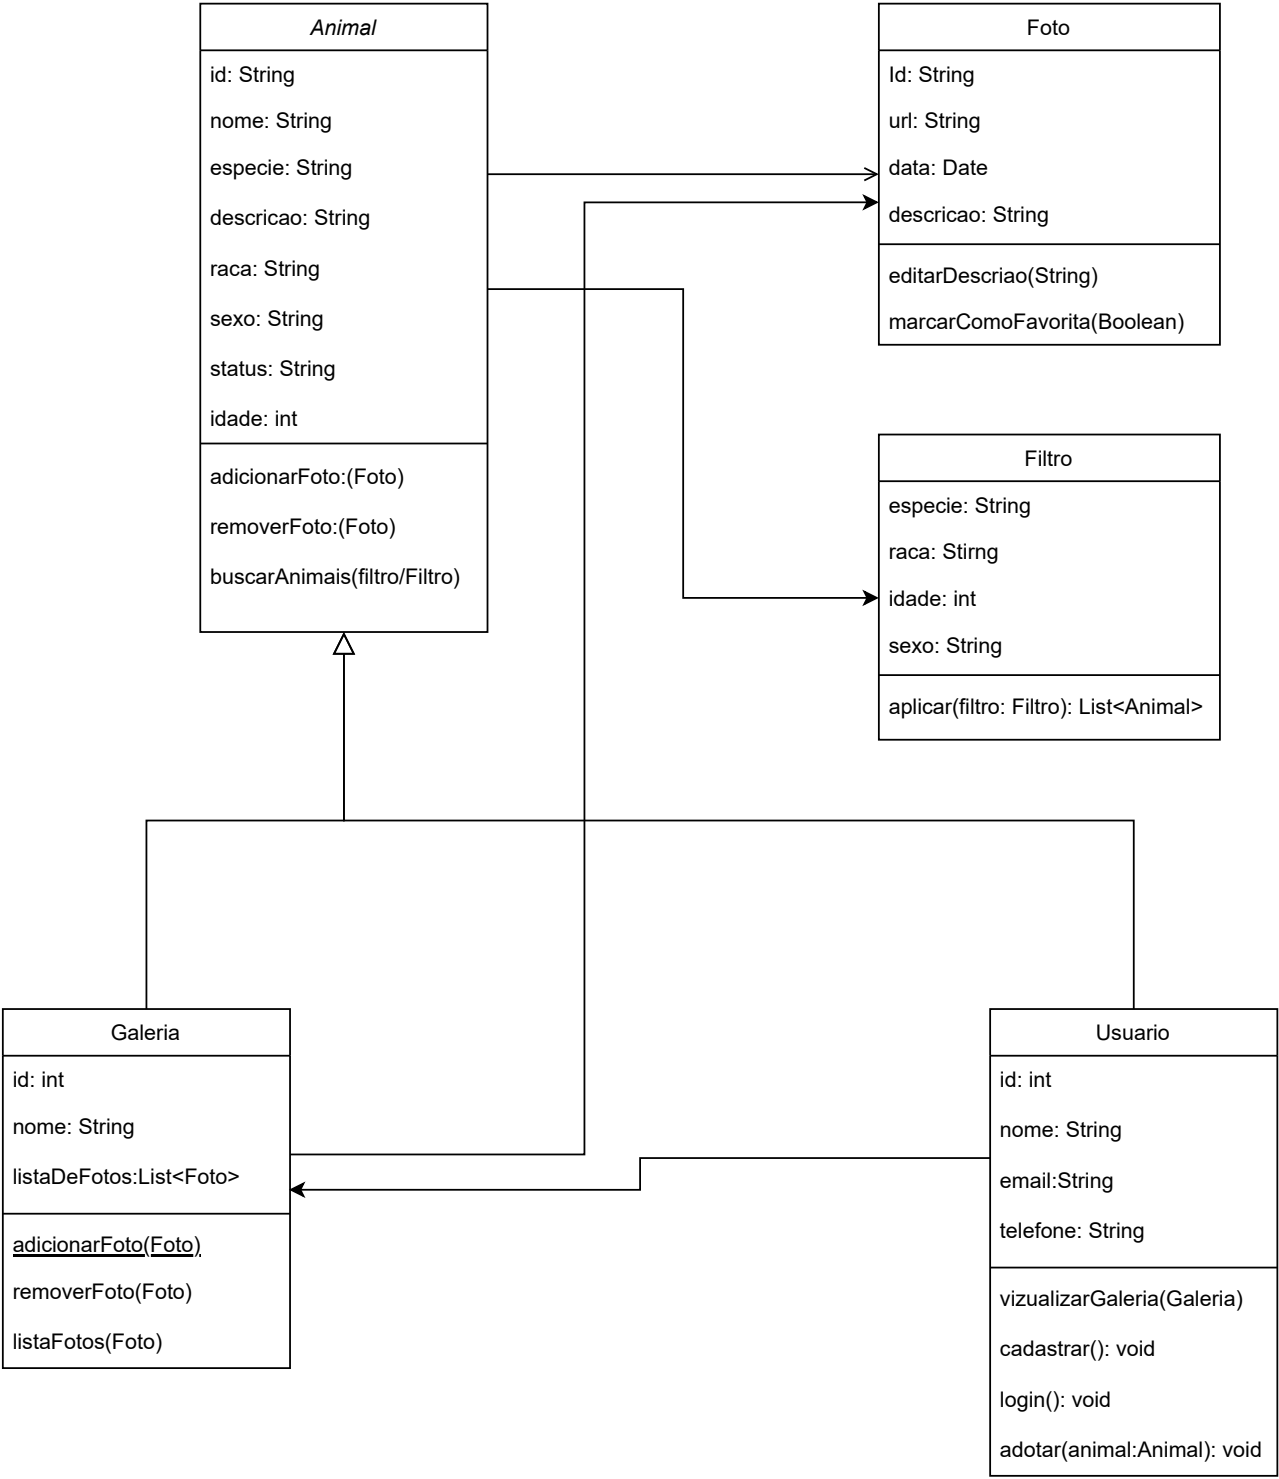 Animal
id: String
nome: String
especie: String
descricao: String
raca: String
sexo: String
status: String
idade: int
adicionarFoto:(Foto)
removerFoto:(Foto)
buscarAnimais(filtro/Filtro)
Foto
Id: String
url: String
data: Date
descricao: String
editarDescriao(String)
marcarComoFavorita(Boolean)
Filtro
especie: String
raca: Stirng
idade: int
sexo: String
aplicar(filtro: Filtro): List<Animal>
Galeria
id: int
nome: String
listaDeFotos:List<Foto>
adicionarFoto(Foto)
removerFoto(Foto)
listaFotos(Foto)
Usuario
id: int
nome: String
email:String
telefone: String
vizualizarGaleria(Galeria)
cadastrar(): void
login(): void
adotar(animal:Animal): void